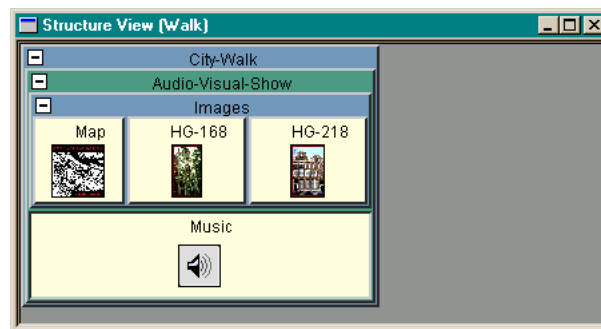 Structure View (Walk)
City-Walk
Audio-Visual-Show
Images
Map HG-168 HG-218
Music